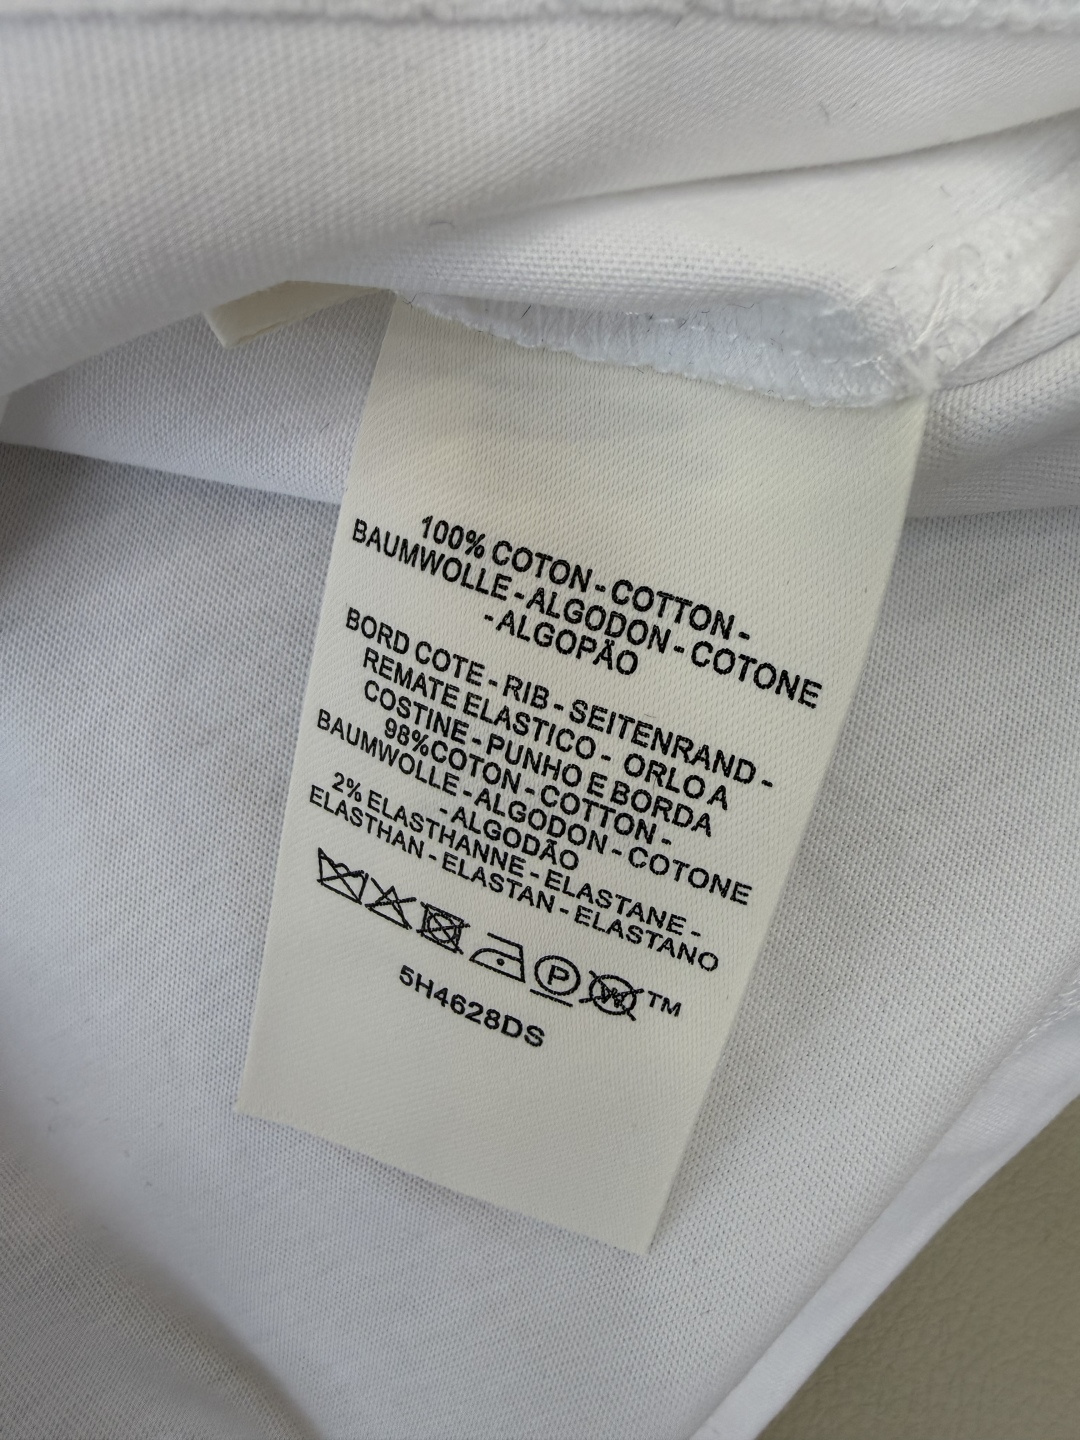 100% COTON - COTTON -
BAUMWOLLE - ALGODON - COTONE
- ALGOPÃO
BORD COTE - RIB - SEITENRAND -
REMATE ELASTICO - ORLO A
COSTINE - PUNHO E BORDA
98%COTON - COTTON -
BAUMWOLLE - ALGODON - COTONE
- ALGODÃO
2% ELASTHANNE - ELASTANE -
ELASTHAN - ELASTAN - ELASTANO
P W TM
5H4628DS